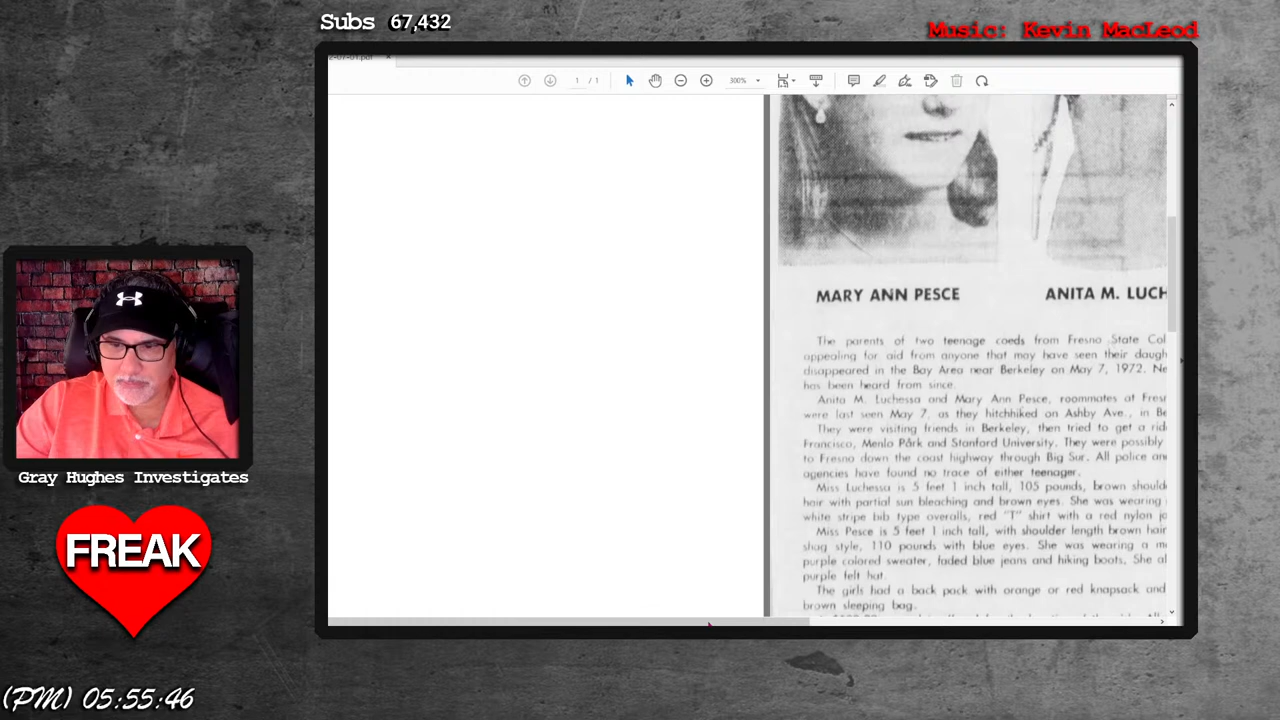 Subs 67,432
Music: Kevin MacLeod
1 / 1
300%
MARY ANN PESCE
ANITA M. LUCH
The parents of two teenage coeds from Fresno State Col
appealing for aid from anyone that may have seen their daugh
disappeared in the Bay Area near Berkeley on May 7, 1972. Ne
has been heard from since.
Anita M. Luchessa and Mary Ann Pesce, roommates at Fresn
were last seen May 7, as they hitchhiked on Ashby Ave., in Be
They were visiting friends in Berkeley, then tried to get a rid
Francisco, Menlo Park and Stanford University. They were possibly
to Fresno down the coast highway through Big Sur. All police an
agencies have found no trace of either teenager.
Miss Luchessa is 5 feet 1 inch tall, 105 pounds, brown should
hair with partial sun bleaching and brown eyes. She was wearing
white stripe bib type overalls, red "T" shirt with a red nylon ja
Miss Pesce is 5 feet 1 inch tall, with shoulder length brown hair
shag style, 110 pounds with blue eyes. She was wearing a m
purple colored sweater, faded blue jeans and hiking boots. She al
purple felt hat.
The girls had a back pack with orange or red knapsack and
brown sleeping bag.
Gray Hughes Investigates
FREAK
(PM) 05:55:46